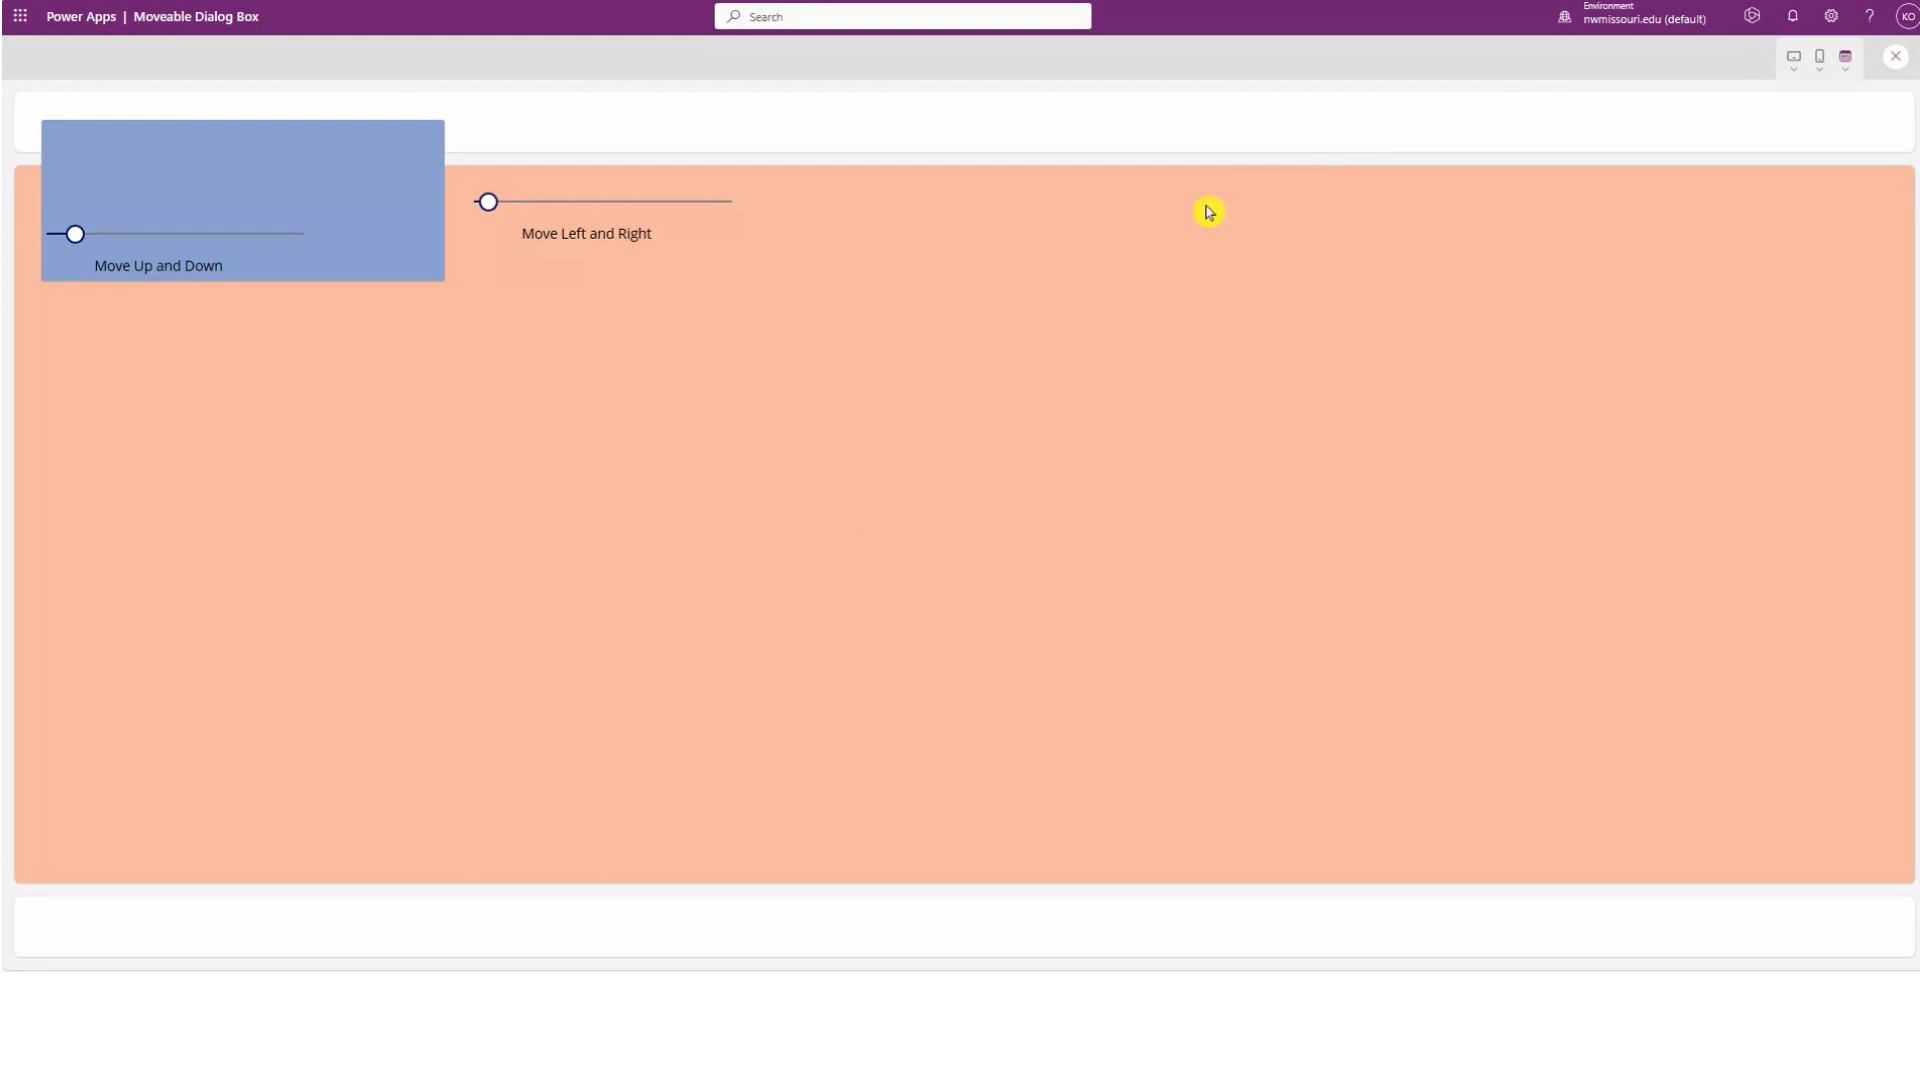 Power Apps | Moveable Dialog Box
Search
Environment
nwmissouri.edu (default)
?
KO
Move Left and Right
Move Up and Down